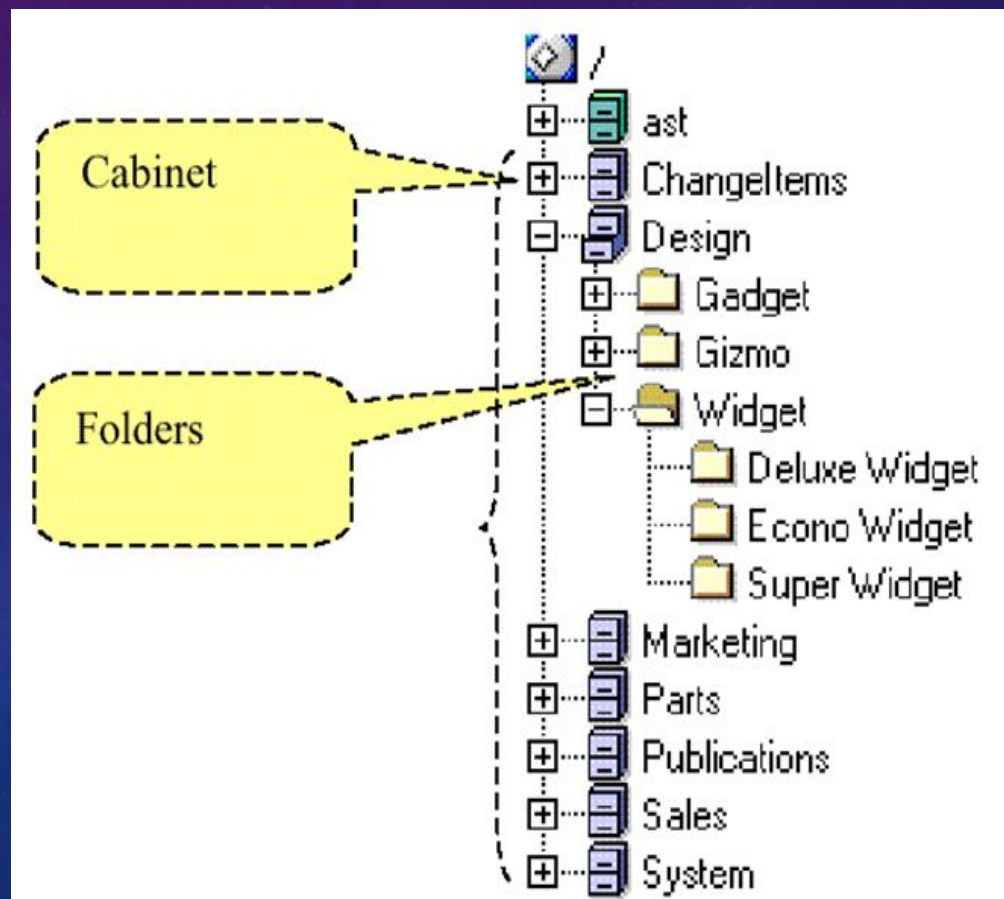 /
ast
Cabinet
ChangeItems
Design
Gadget
Gizmo
Folders
Widget
Deluxe Widget
Econo Widget
Super Widget
Marketing
Parts
Publications
Sales
System